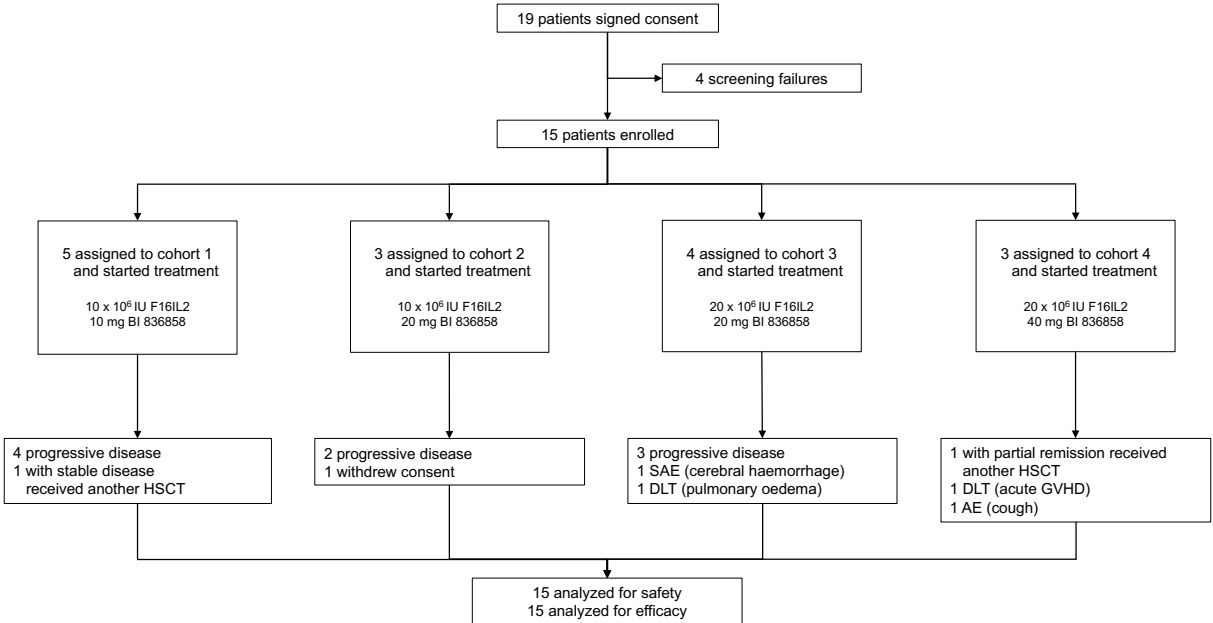 19 patients signed consent
4 screening failures
15 patients enrolled
5 assigned to cohort 1
and started treatment
10 x 10⁶ IU F16IL2
10 mg BI 836858
3 assigned to cohort 2
and started treatment
10 x 10⁶ IU F16IL2
20 mg BI 836858
4 assigned to cohort 3
and started treatment
20 x 10⁶ IU F16IL2
20 mg BI 836858
3 assigned to cohort 4
and started treatment
20 x 10⁶ IU F16IL2
40 mg BI 836858
4 progressive disease
1 with stable disease
received another HSCT
2 progressive disease
1 withdrew consent
3 progressive disease
1 SAE (cerebral haemorrhage)
1 DLT (pulmonary oedema)
1 with partial remission received
another HSCT
1 DLT (acute GVHD)
1 AE (cough)
15 analyzed for safety
15 analyzed for efficacy